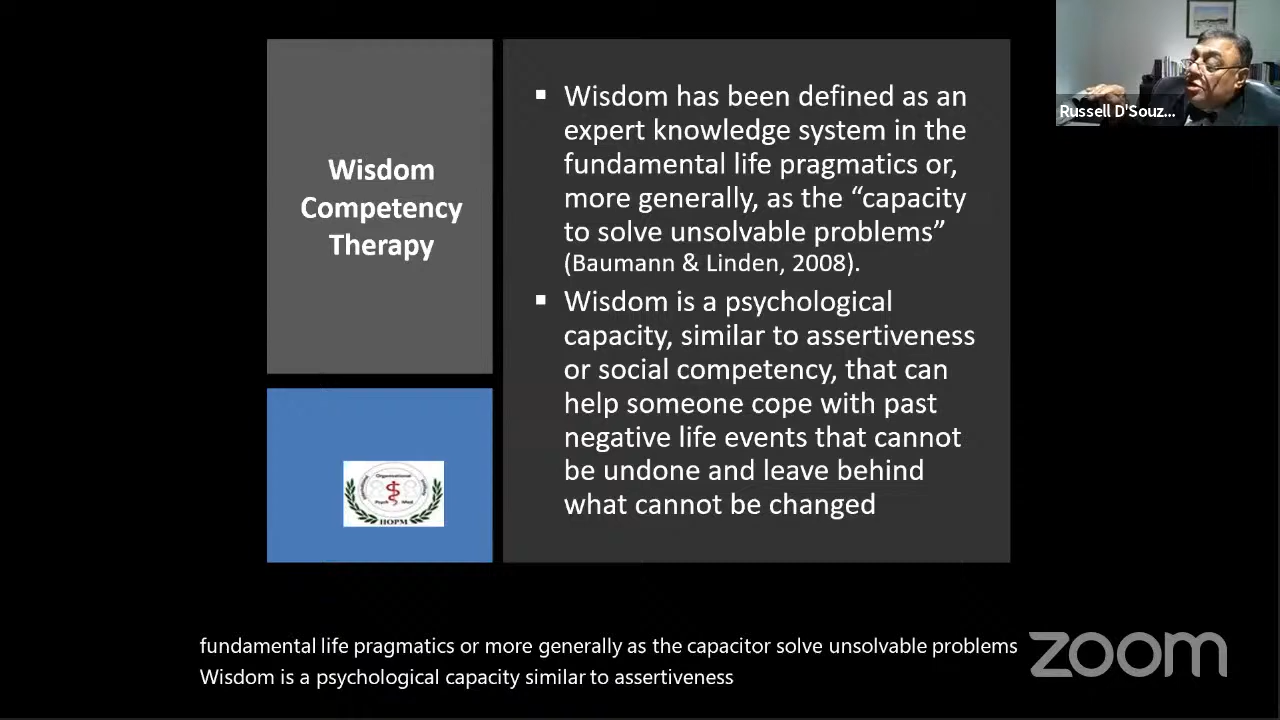 Wisdom
Competency
Therapy
▪ Wisdom has been defined as an
expert knowledge system in the
fundamental life pragmatics or,
more generally, as the “capacity
to solve unsolvable problems”
(Baumann & Linden, 2008).
▪ Wisdom is a psychological
capacity, similar to assertiveness
or social competency, that can
help someone cope with past
negative life events that cannot
be undone and leave behind
what cannot be changed
Organisational
Psych
Med
IIOPM
Russell D'Souz...
fundamental life pragmatics or more generally as the capacitor solve unsolvable problems
Wisdom is a psychological capacity similar to assertiveness
zoom